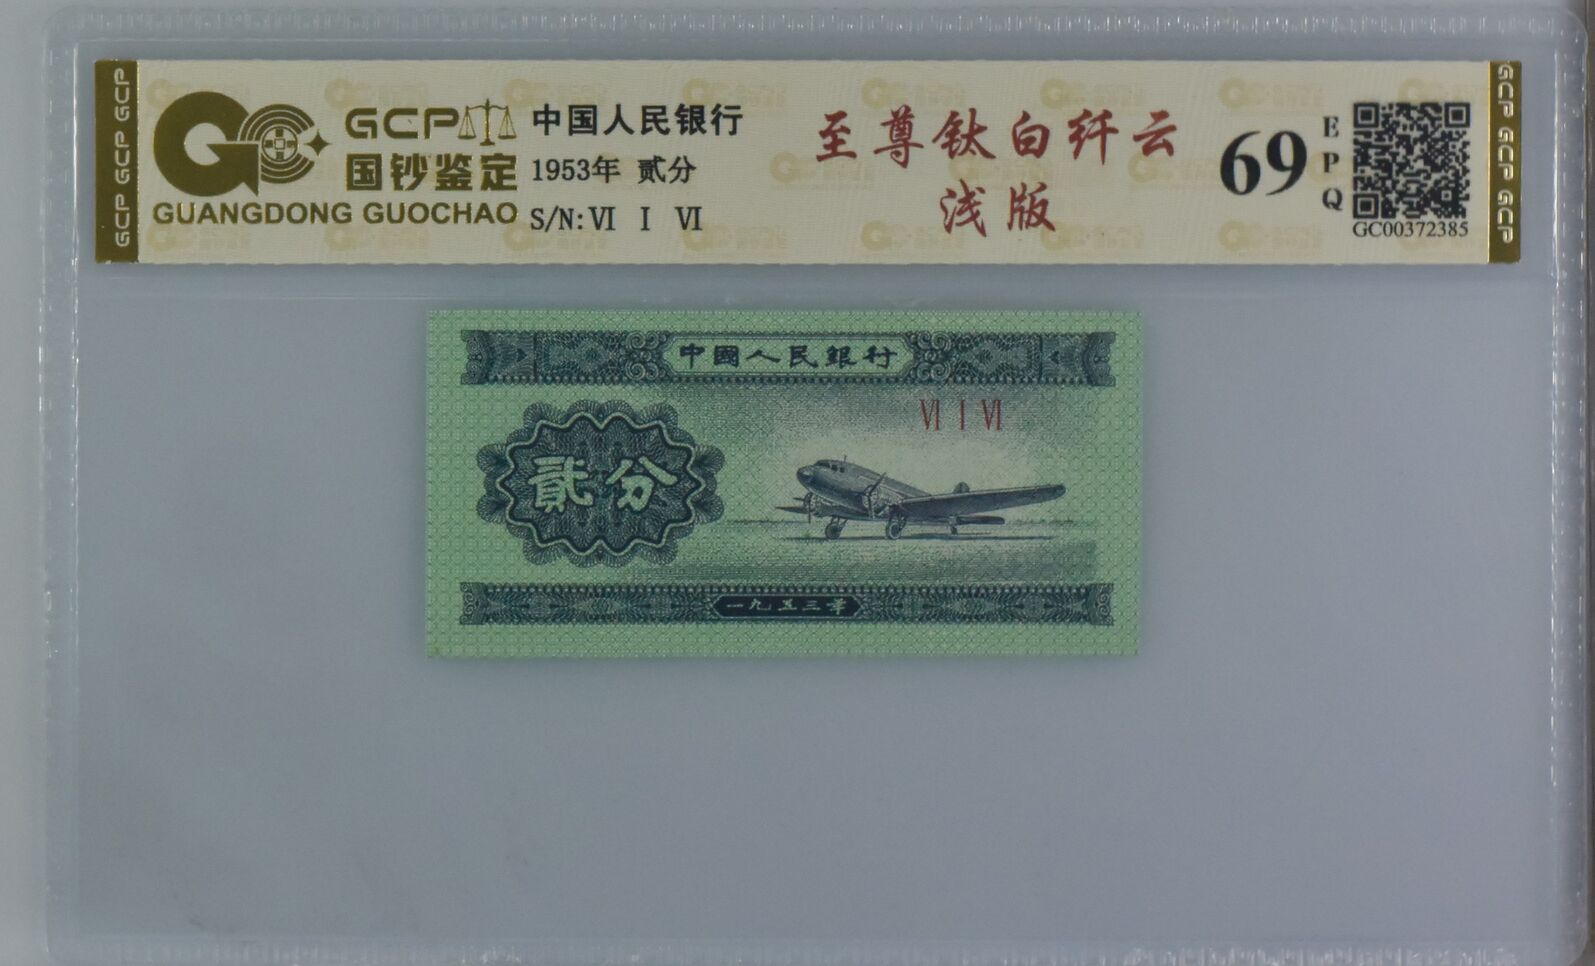 GCP GCP GCP
GCP
国钞鉴定
GUANGDONG GUOCHAO
中国人民银行
1953年 贰分
S/N: Ⅵ Ⅰ Ⅵ
至尊钛白纤云
浅版
69
EPQ
GC00372385
GCP GCP GCP
中國人民銀行
Ⅵ Ⅰ Ⅵ
貳分
一九五三年